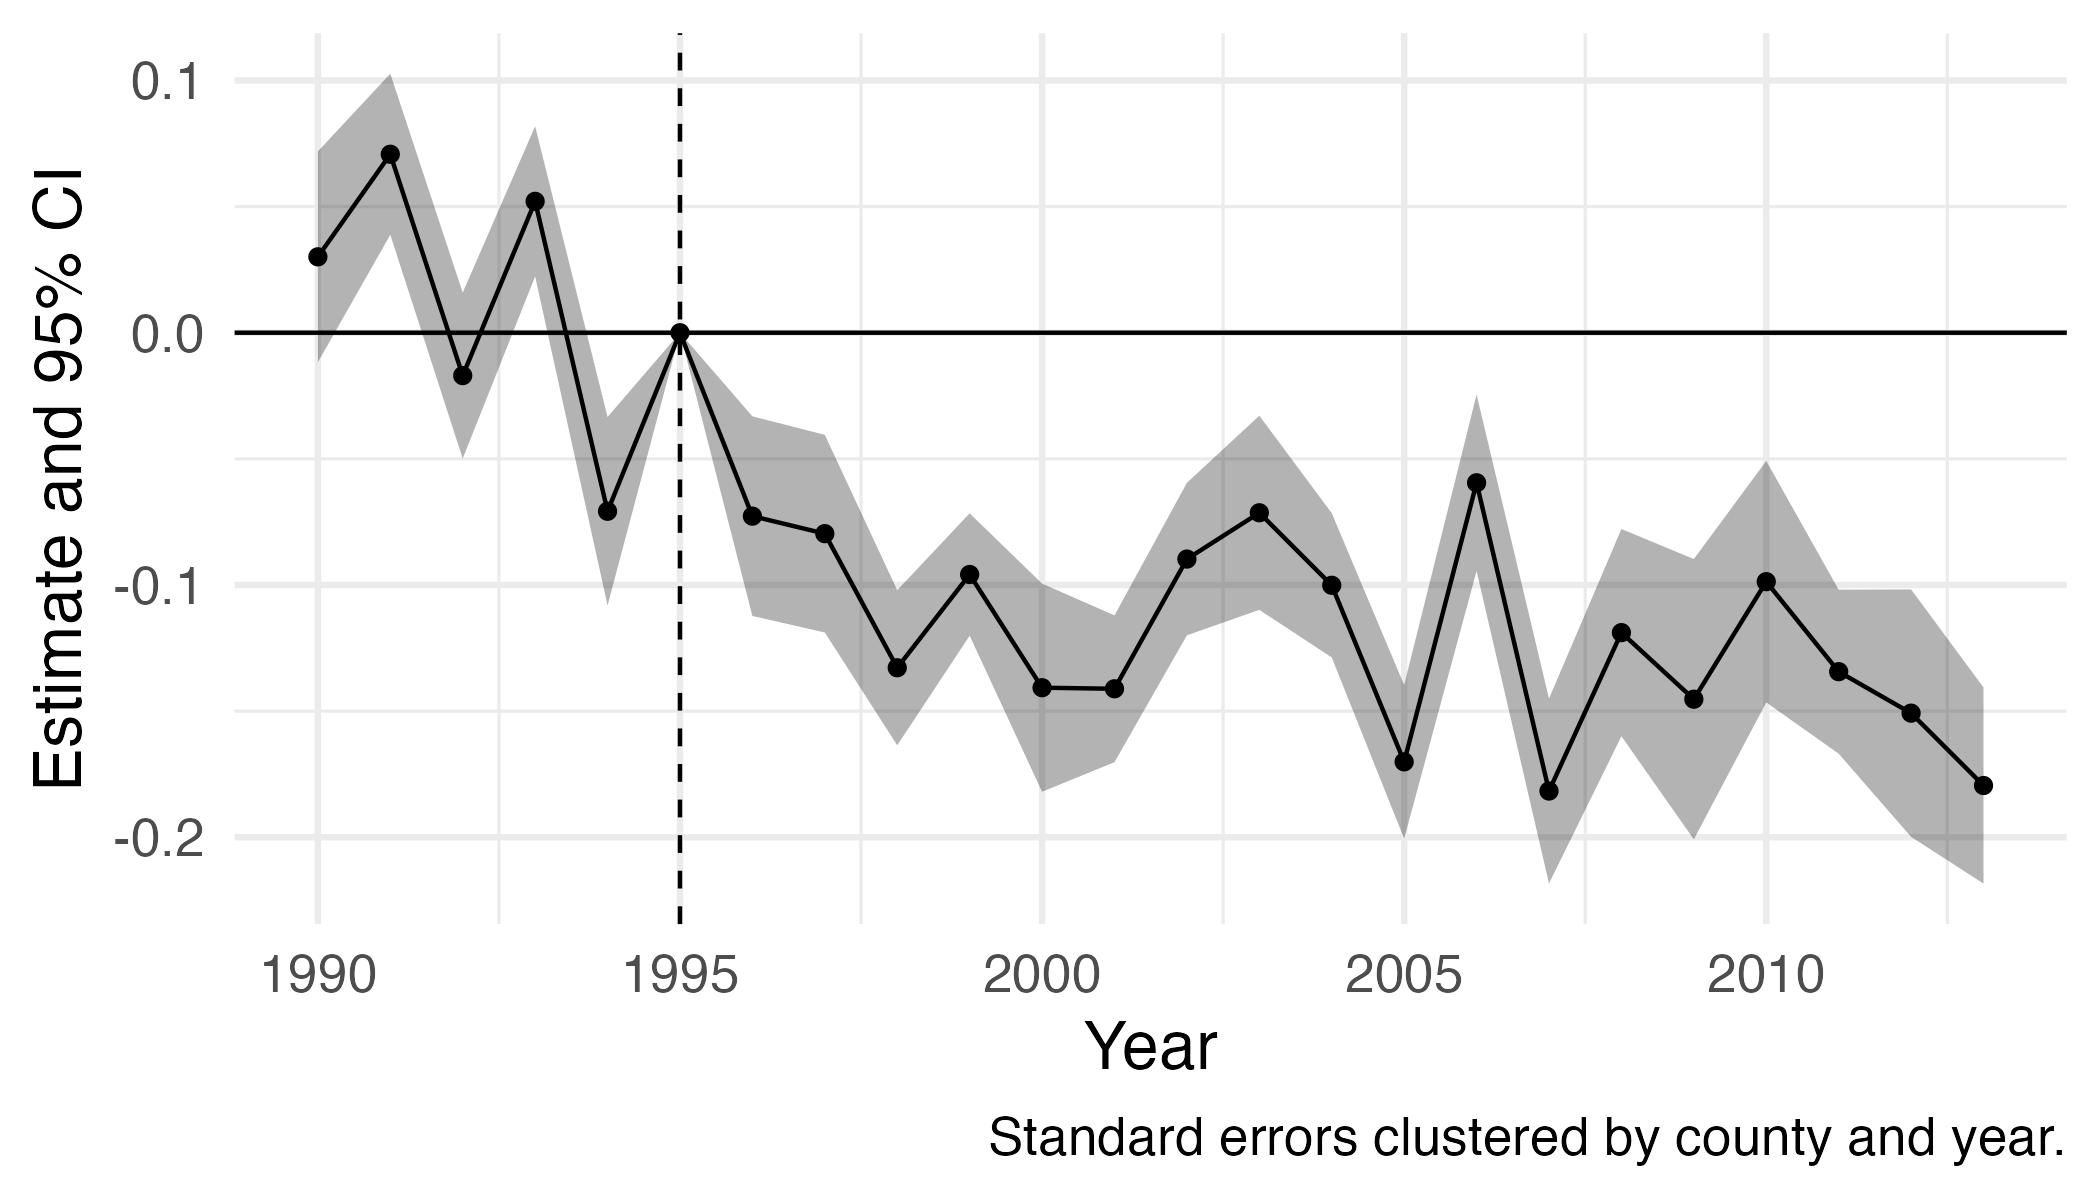 Estimate and 95% CI
0.1
0.0
-0.1
-0.2
1990 1995 2000 2005 2010
Year
Standard errors clustered by county and year.